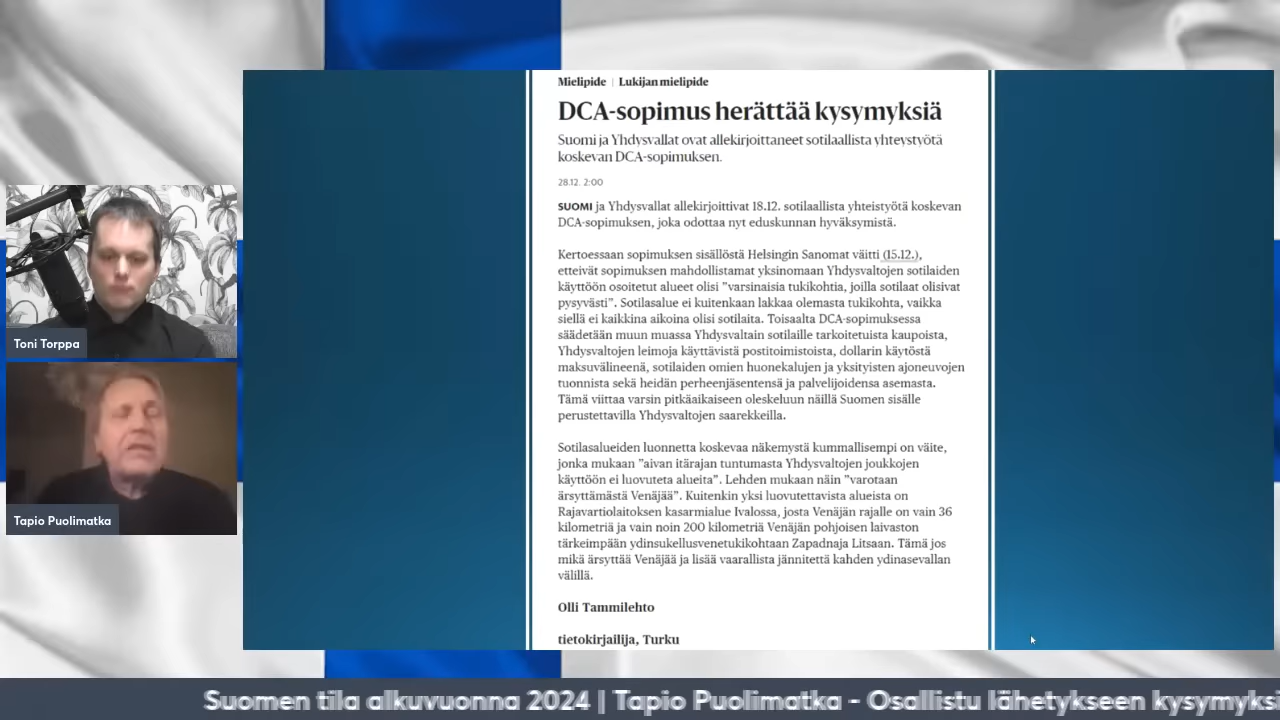 Mielipide | Lukijan mielipide
DCA-sopimus herättää kysymyksiä
Suomi ja Yhdysvallat ovat allekirjoittaneet sotilaallista yhteystyötä
koskevan DCA-sopimuksen.
28.12. 2:00
SUOMI ja Yhdysvallat allekirjoittivat 18.12. sotilaallista yhteistyötä koskevan
DCA-sopimuksen, joka odottaa nyt eduskunnan hyväksymistä.
Kertoessaan sopimuksen sisällöstä Helsingin Sanomat väitti (15.12.),
etteivät sopimuksen mahdollistamat yksinomaan Yhdysvaltojen sotilaiden
käyttöön osoitetut alueet olisi ”varsinaisia tukikohtia, joilla sotilaat olisivat
pysyvästi”. Sotilasalue ei kuitenkaan lakkaa olemasta tukikohta, vaikka
siellä ei kaikkina aikoina olisi sotilaita. Toisaalta DCA-sopimuksessa
säädetään muun muassa Yhdysvaltain sotilaille tarkoitetuista kaupoista,
Yhdysvaltojen leimoja käyttävistä postitoimistoista, dollarin käytöstä
maksuvälineenä, sotilaiden omien huonekalujen ja yksityisten ajoneuvojen
tuonnista sekä heidän perheenjäsentensä ja palvelijoidensa asemasta.
Tämä viittaa varsin pitkäaikaiseen oleskeluun näillä Suomen sisälle
perustettavilla Yhdysvaltojen saarekkeilla.
Sotilasalueiden luonnetta koskevaa näkemystä kummallisempi on väite,
jonka mukaan ”aivan itärajan tuntumasta Yhdysvaltojen joukkojen
käyttöön ei luovuteta alueita”. Lehden mukaan näin ”varotaan
ärsyttämästä Venäjää”. Kuitenkin yksi luovutettavista alueista on
Rajavartiolaitoksen kasarmialue Ivalossa, josta Venäjän rajalle on vain 36
kilometriä ja vain noin 200 kilometriä Venäjän pohjoisen laivaston
tärkeimpään ydinsukellusvenetukikohtaan Zapadnaja Litsaan. Tämä jos
mikä ärsyttää Venäjää ja lisää vaarallista jännitettä kahden ydinasevallan
välillä.
Olli Tammilehto
tietokirjailija, Turku
Toni Torppa
Tapio Puolimatka
Suomen tila alkuvuonna 2024 | Tapio Puolimatka - Osallistu lähetykseen kysymyksi